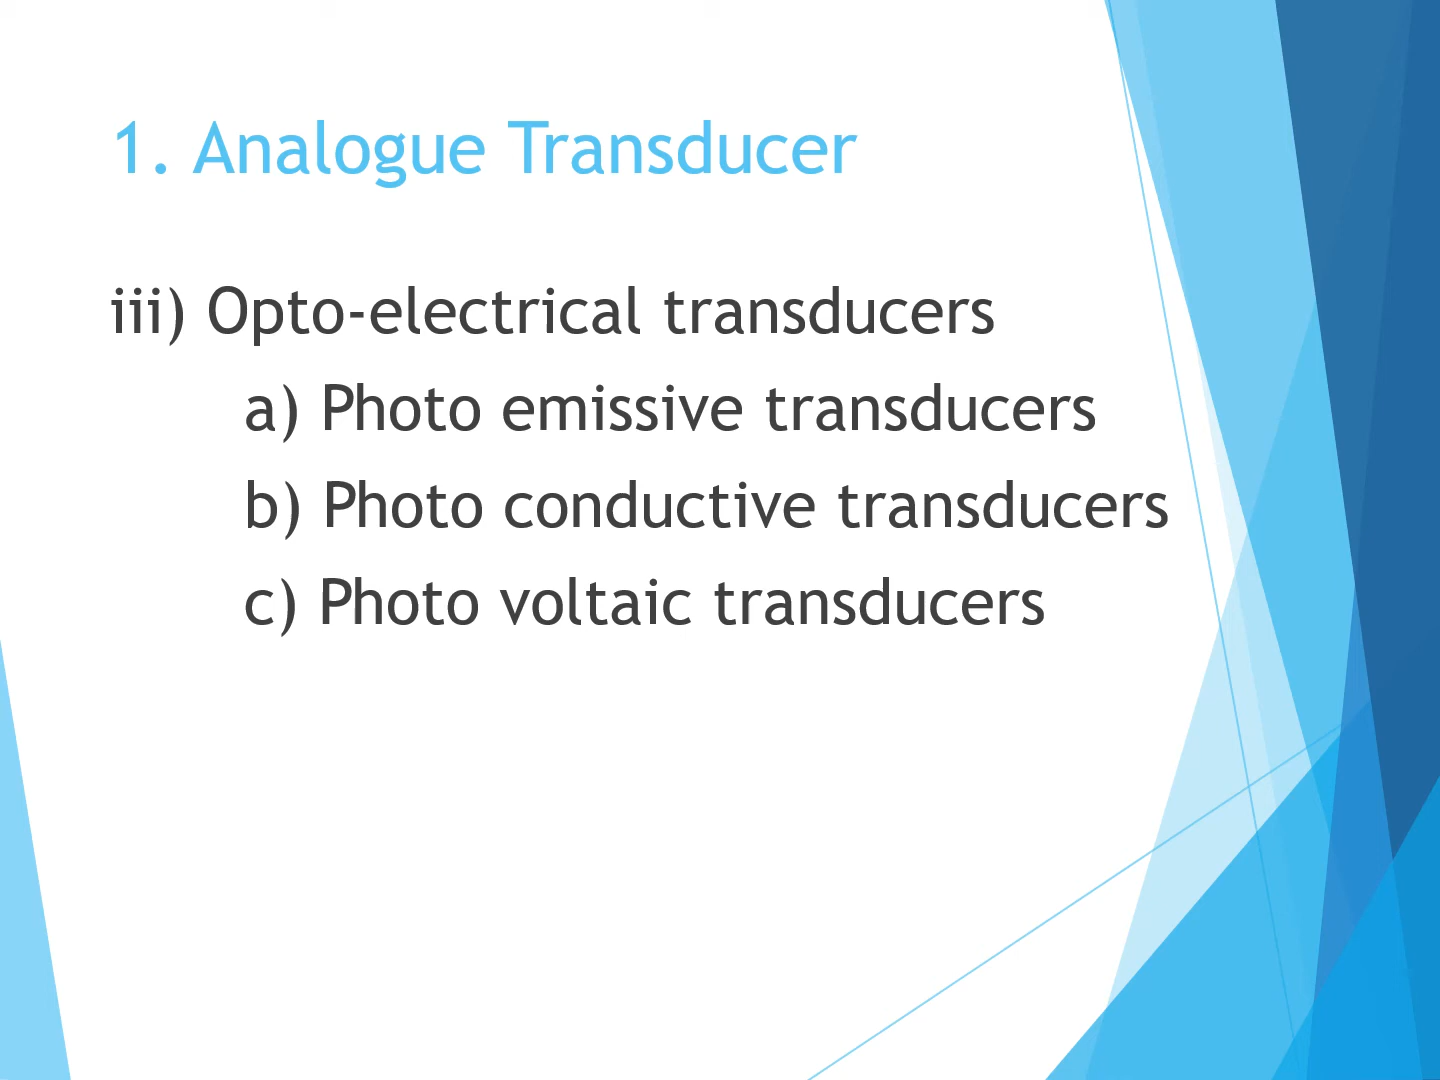 1. Analogue Transducer
iii) Opto-electrical transducers
a) Photo emissive transducers
b) Photo conductive transducers
c) Photo voltaic transducers